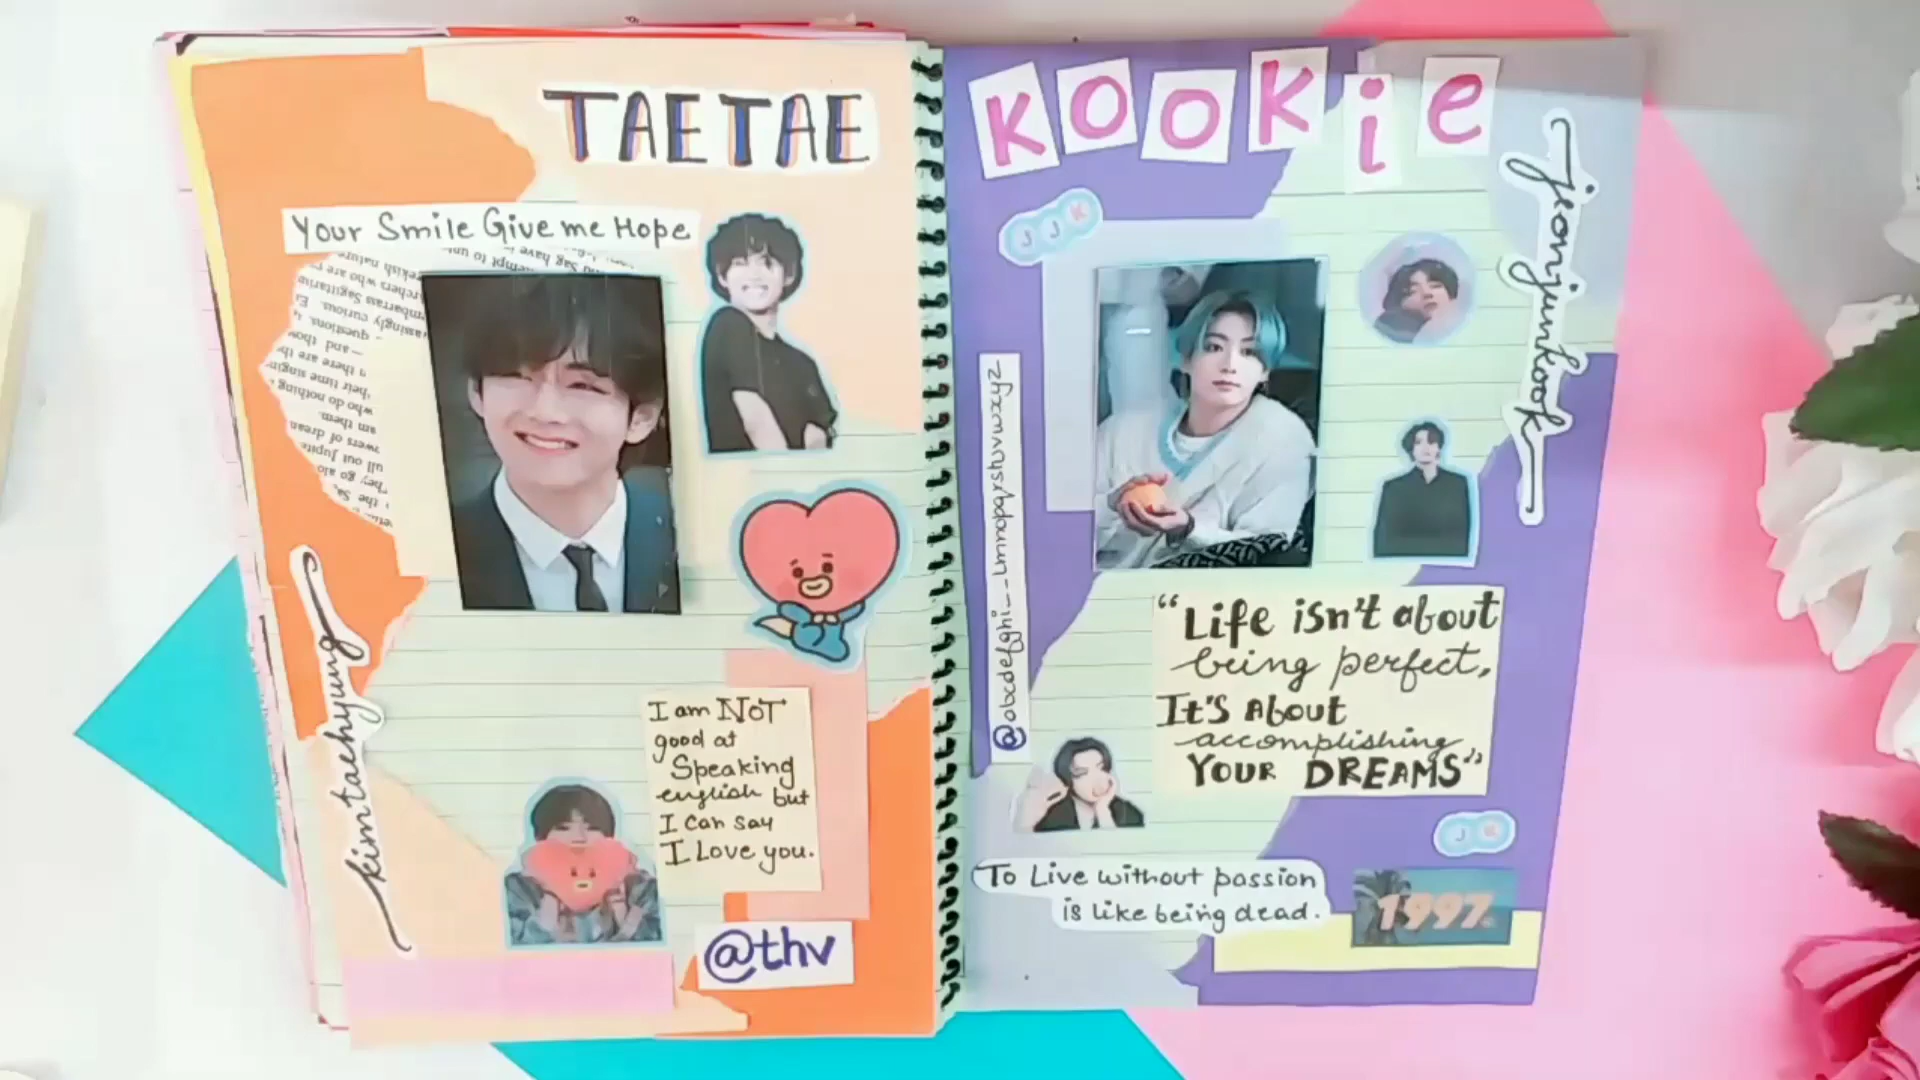 TAETAE
Your Smile Give me Hope
kimtaehyung
I am NOT
good at
Speaking
english but
I Can say
I Love you.
@thv
KOOKiE
JJK
jeonjunkook
@abcdefghi__lmnopqrstuvwxyz
“Life isn't about
being perfect,
It's About
accomplishing
YOUR DREAMS”
JK
To Live without passion
is like being dead.
1997